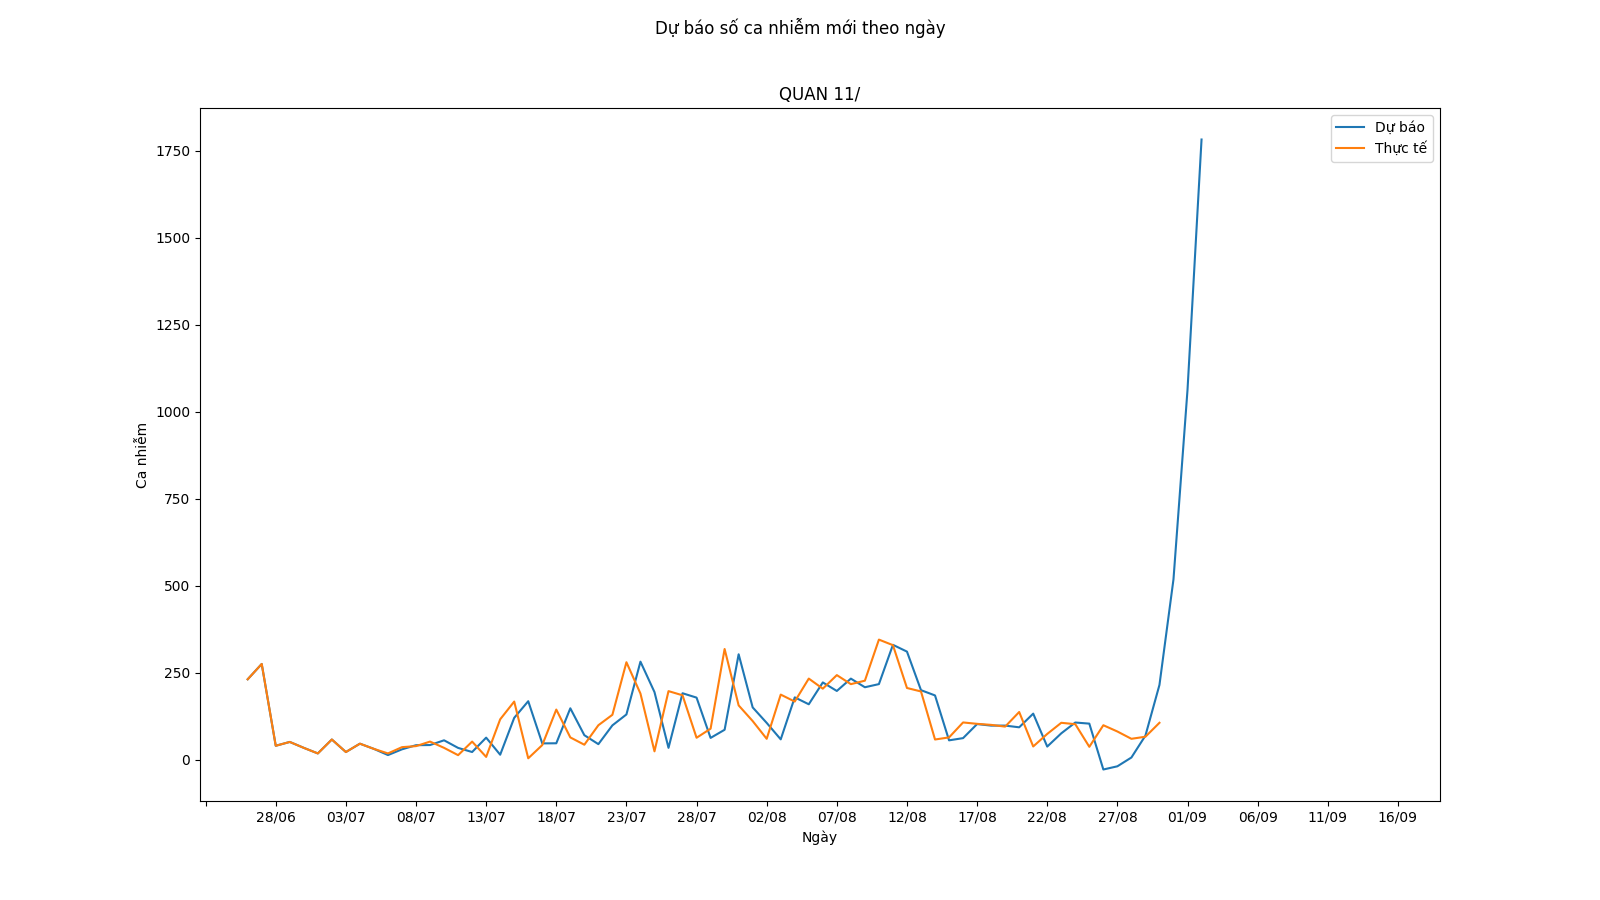 Dự báo số ca nhiễm mới theo ngày
QUAN 11/
Dự báo
Thực tế
1750
1500
1250
1000
750
500
250
0
Ca nhiễm
28/06 03/07 08/07 13/07 18/07 23/07 28/07 02/08 07/08 12/08 17/08 22/08 27/08 01/09 06/09 11/09 16/09
Ngày